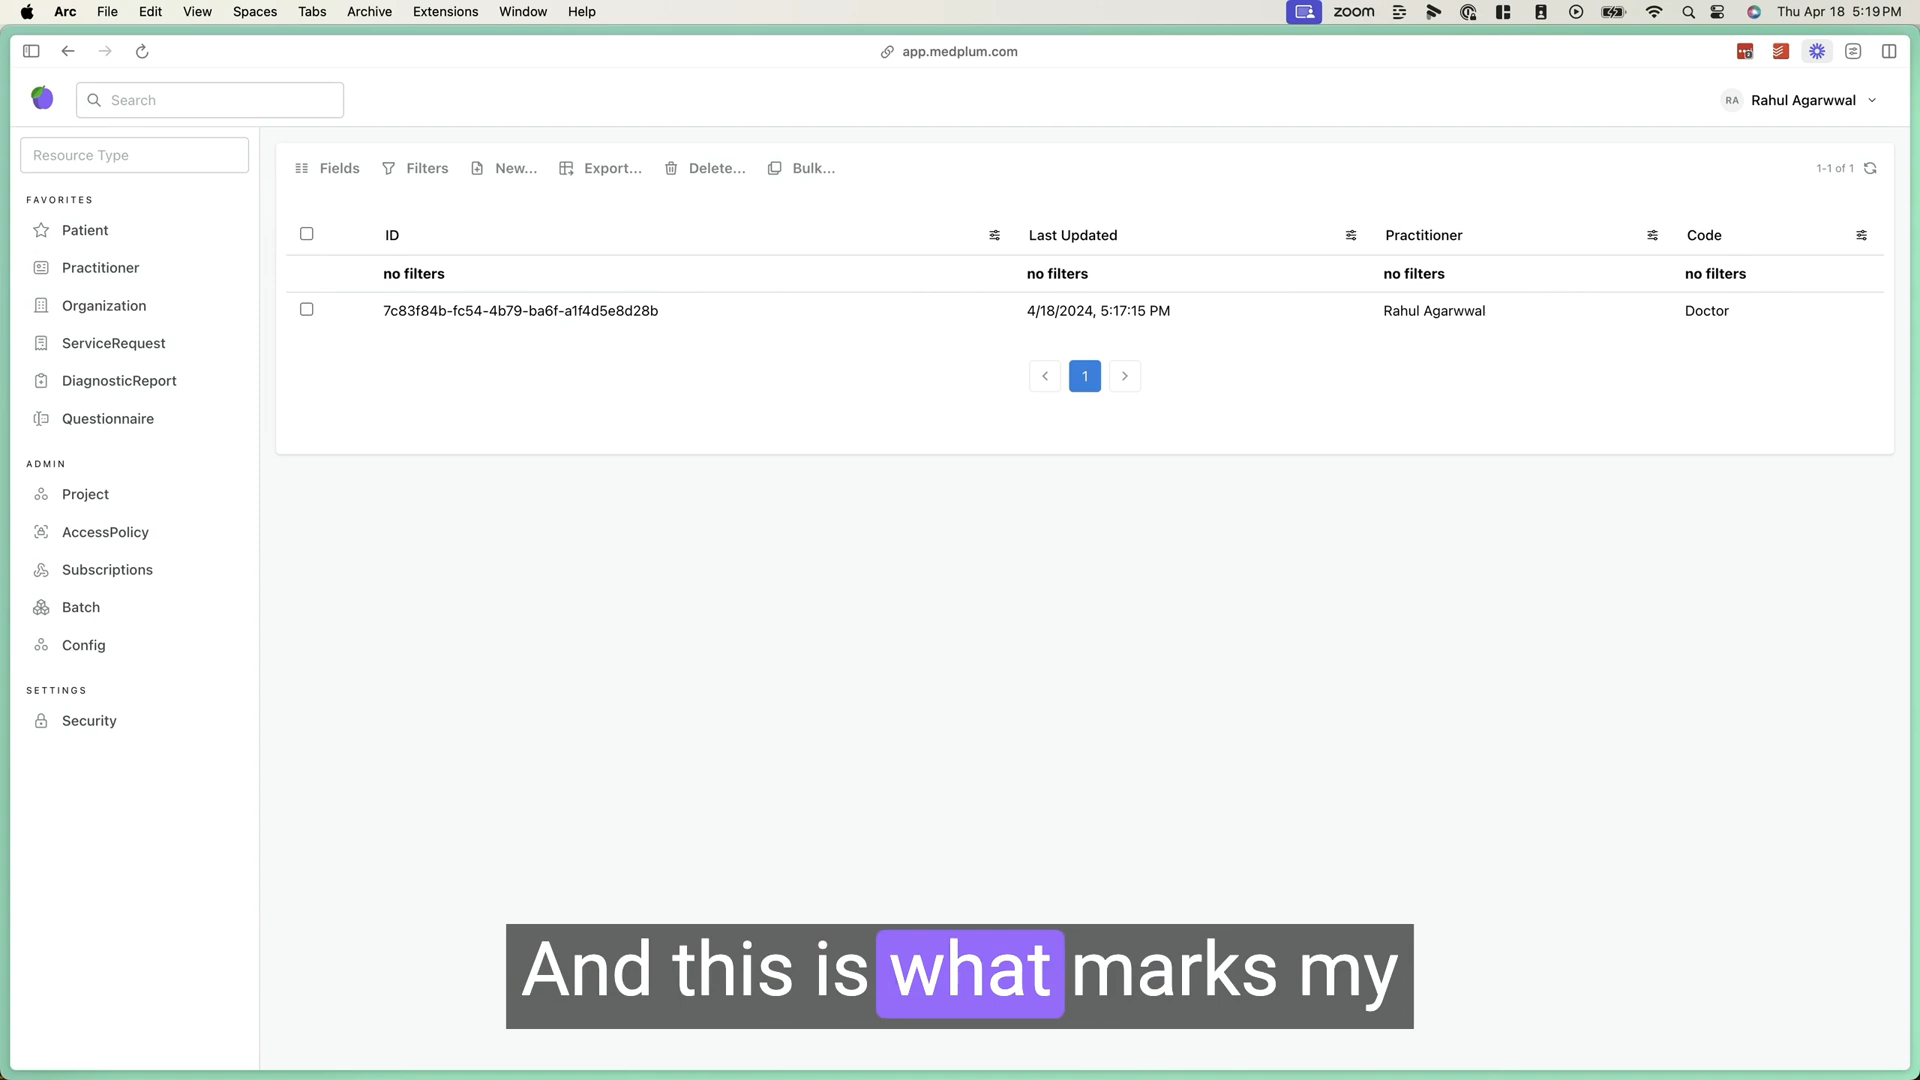 Arc File Edit View Spaces Tabs Archive Extensions Window Help zoom Thu Apr 18 5:19 PM
app.medplum.com
Search
RA Rahul Agarwwal
Resource Type
Fields Filters New... Export... Delete... Bulk... 1-1 of 1
FAVORITES
Patient
Practitioner
Organization
ServiceRequest
DiagnosticReport
Questionnaire
ADMIN
Project
AccessPolicy
Subscriptions
Batch
Config
SETTINGS
Security
ID Last Updated Practitioner Code
no filters no filters no filters no filters
7c83f84b-fc54-4b79-ba6f-a1f4d5e8d28b 4/18/2024, 5:17:15 PM Rahul Agarwwal Doctor
1
And this is what marks my